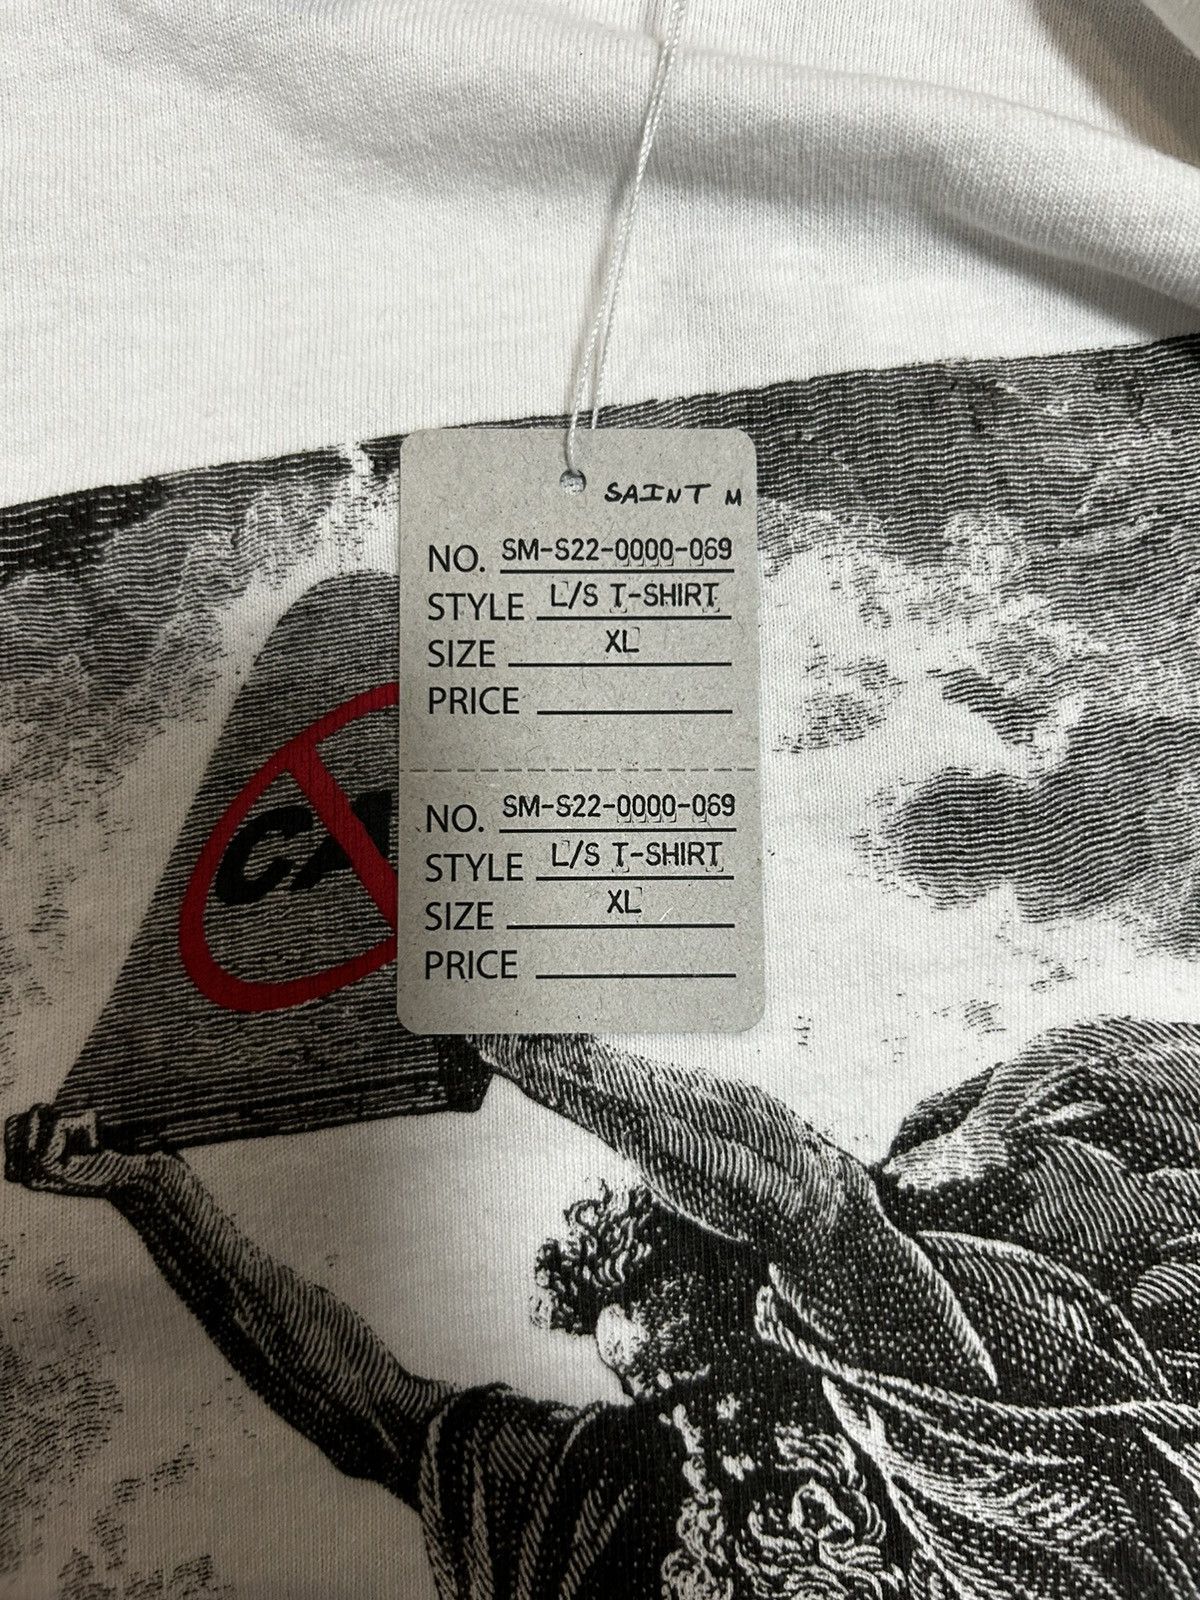 SAINT M
NO. SM-S22-0000-069
STYLE L/S T-SHIRT
SIZE XL
PRICE
CA
NO. SM-S22-0000-069
STYLE L/S T-SHIRT
SIZE XL
PRICE